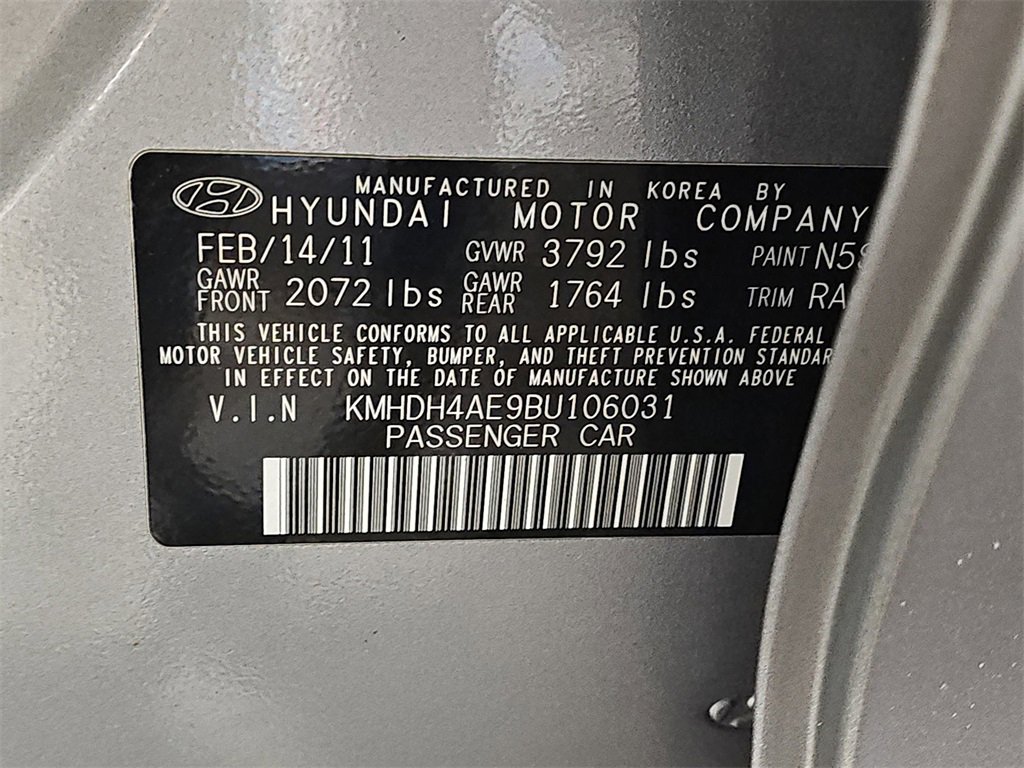 MANUFACTURED IN KOREA BY
HYUNDAI MOTOR COMPANY
FEB/14/11 GVWR 3792 lbs PAINT
GAWR FRONT 2072 lbs GAWR REAR 1764 lbs TRIM
THIS VEHICLE CONFORMS TO ALL APPLICABLE U.S.A. FEDERAL
MOTOR VEHICLE SAFETY, BUMPER, AND THEFT PREVENTION
IN EFFECT ON THE DATE OF MANUFACTURE SHOWN ABOVE
V.I.N KMHDH4AE9BU106031
PASSENGER CAR